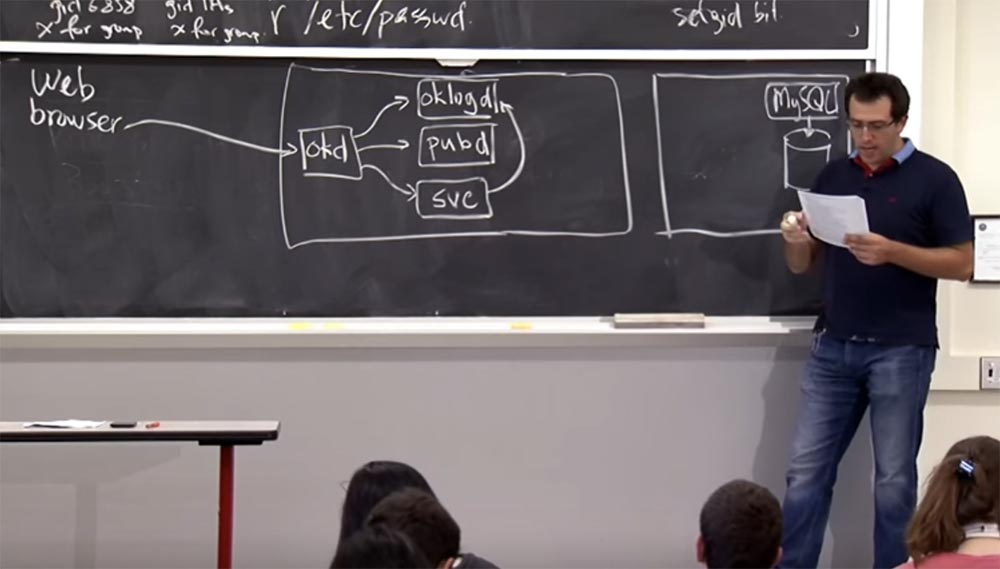 gid 6858 gid TAs
x for group x for group r /etc/passwd setgid bit
Web
browser
okd
oklogd
pubd
svc
MySQL